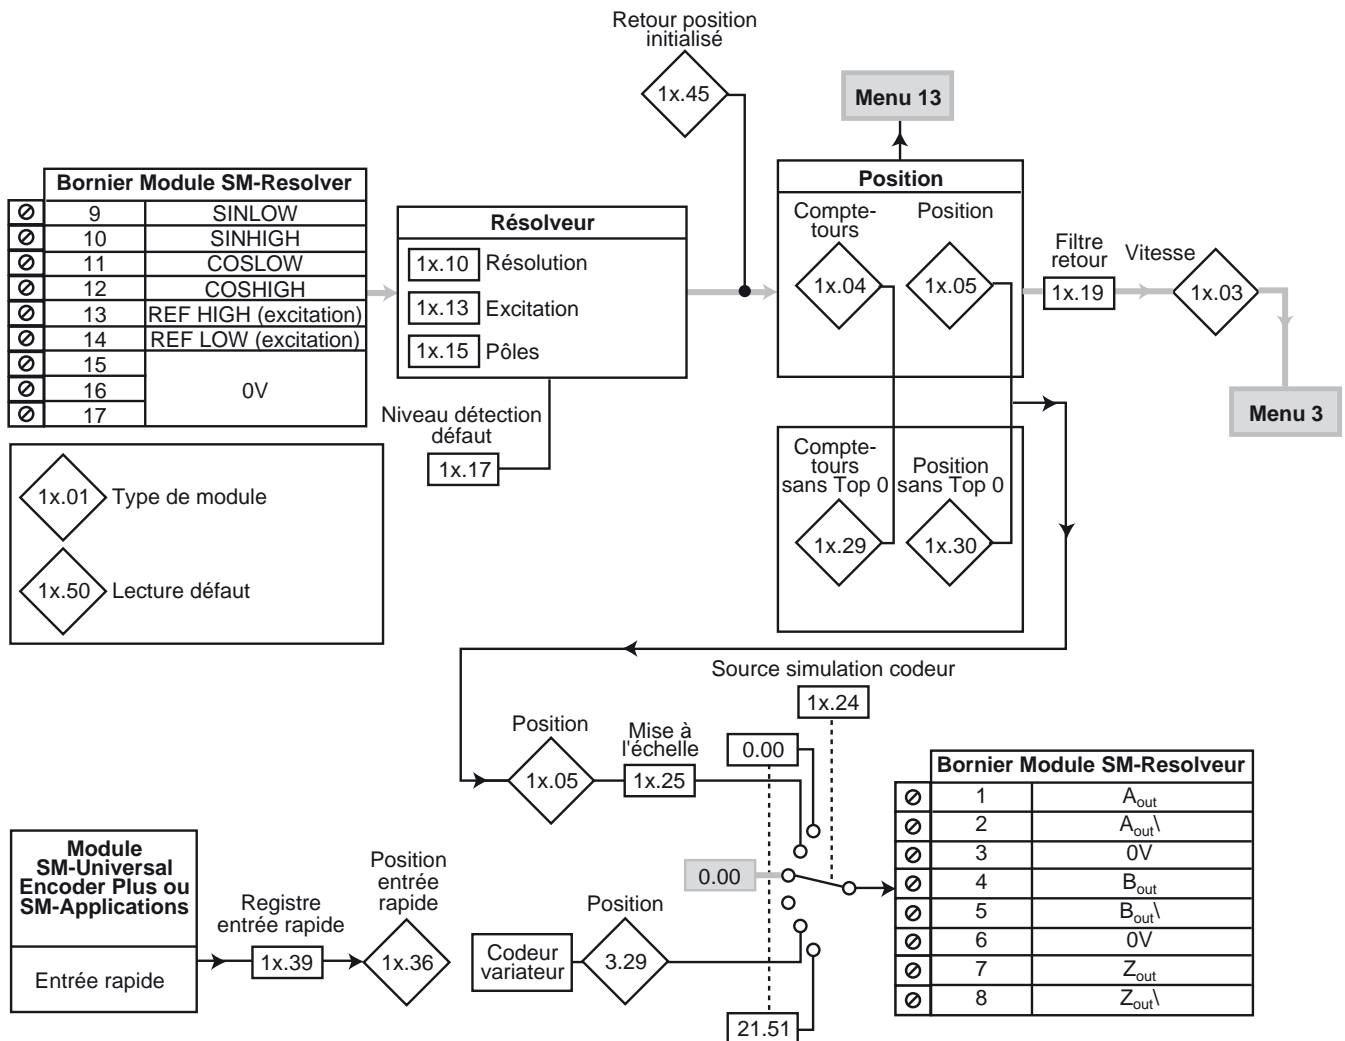 Retour position
initialisé
1x.45
Menu 13
Bornier Module SM-Resolver
9 SINLOW
10 SINHIGH
11 COSLOW
12 COSHIGH
13 REF HIGH (excitation)
14 REF LOW (excitation)
15
16 0V
17
Résolveur
1x.10 Résolution
1x.13 Excitation
1x.15 Pôles
Niveau détection
défaut
1x.17
Position
Compte-
tours
Position
1x.04
1x.05
Filtre
retour
1x.19
Vitesse
1x.03
Menu 3
Compte-
tours
sans Top 0
Position
sans Top 0
1x.29
1x.30
1x.01 Type de module
1x.50 Lecture défaut
Source simulation codeur
1x.24
Position
1x.05
Mise à
l'échelle
1x.25
0.00
0.00
Module
SM-Universal
Encoder Plus ou
SM-Applications
Entrée rapide
Registre
entrée rapide
1x.39
Position
entrée
rapide
1x.36
Codeur
variateur
Position
3.29
21.51
Bornier Module SM-Resolveur
1 Aout
2 Aout\
3 0V
4 Bout
5 Bout\
6 0V
7 Zout
8 Zout\